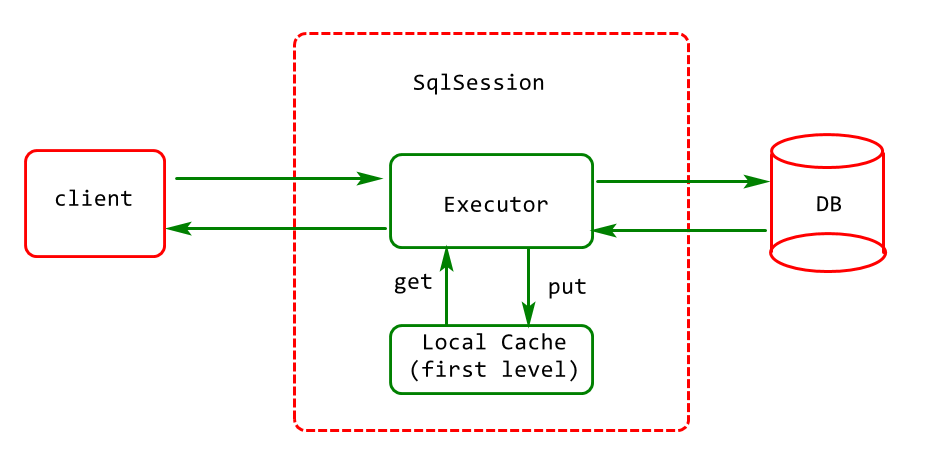 SqlSession
client
Executor
DB
get
put
Local Cache
(first level)